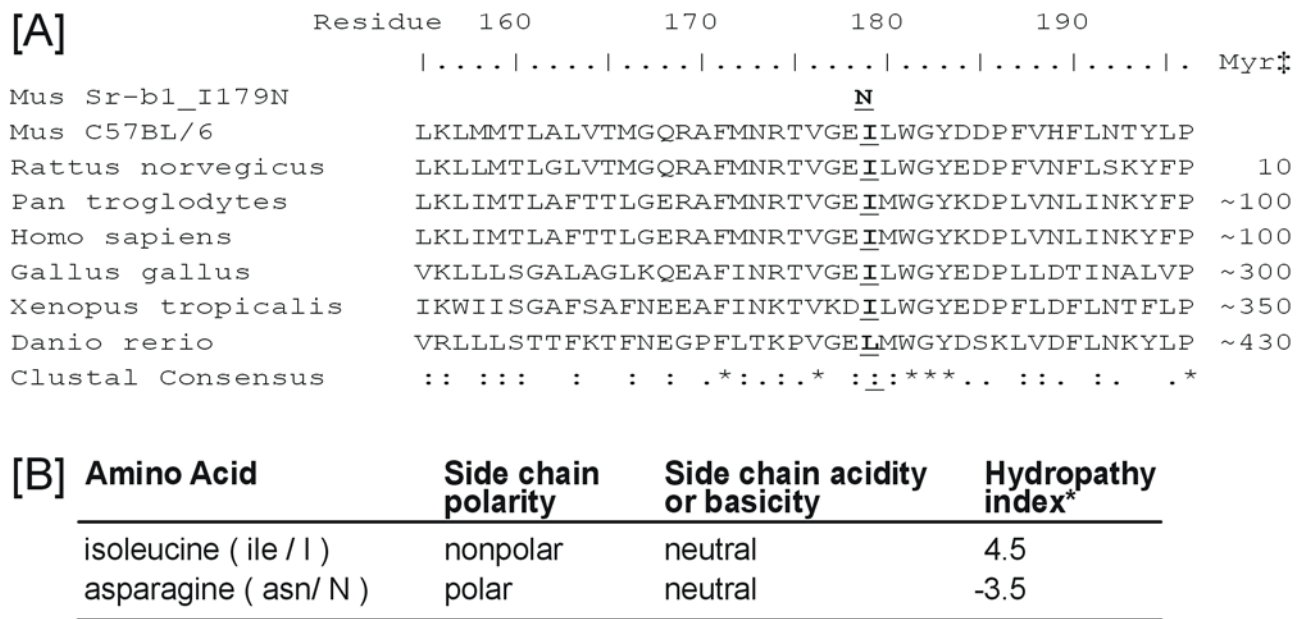 [A]
Residue 160 170 180 190
|....|....|....|....|....|....|....|....|. Myr‡
Mus Sr-b1_I179N N
Mus C57BL/6 LKLMMTLALVTMGQRAFMNRTVGEILWGYDDPFVHFLNTYLP
Rattus norvegicus LKLLMTLGLVTMGQRAFMNRTVGEILWGYEDPFVNFLSKYFP 10
Pan troglodytes LKLIMTLAFTTLGERAFMNRTVGEIMWGYKDPLVNLINKYFP ~100
Homo sapiens LKLIMTLAFTTLGERAFMNRTVGEIMWGYKDPLVNLINKYFP ~100
Gallus gallus VKLLLSGALAGLKQEAFINRTVGEILWGYEDPLLDTINALVP ~300
Xenopus tropicalis IKWIISGAFSAFNEEAFINKTVKDILWGYEDPFLDFLNTFLP ~350
Danio rerio VRLLLSTTFKTFNEGPFLTKPVGELMWGYDSKLVDFLNKYLP ~430
Clustal Consensus :: ::: : : : .*:.:.* :::***.. ::. :. .*
[B] Amino Acid Side chain polarity Side chain acidity or basicity Hydropathy index*
isoleucine ( ile / I ) nonpolar neutral 4.5
asparagine ( asn/ N ) polar neutral -3.5